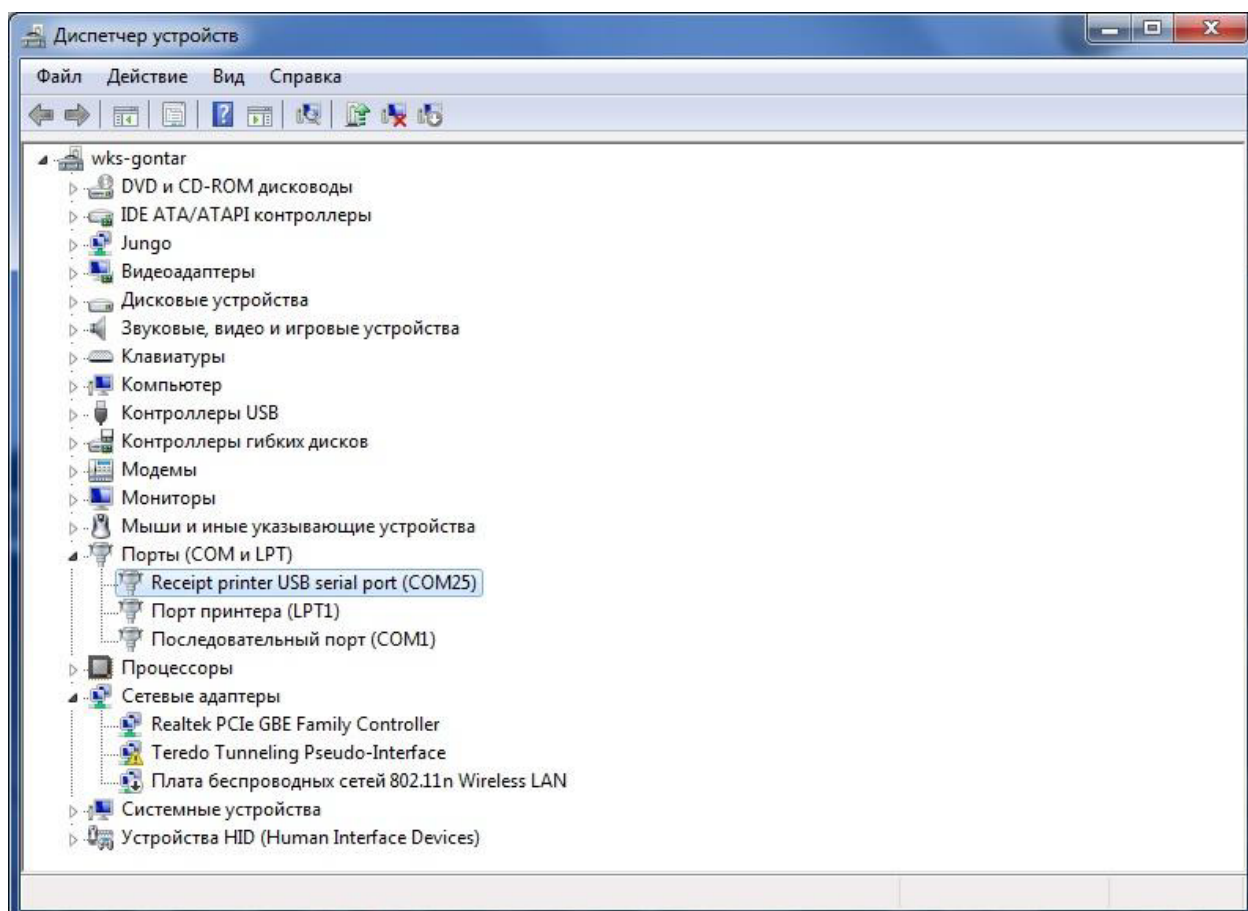 Диспетчер устройств
Файл Действие Вид Справка
wks-gontar
DVD и CD-ROM дисководы
IDE ATA/ATAPI контроллеры
Jungo
Видеоадаптеры
Дисковые устройства
Звуковые, видео и игровые устройства
Клавиатуры
Компьютер
Контроллеры USB
Контроллеры гибких дисков
Модемы
Мониторы
Мыши и иные указывающие устройства
Порты (COM и LPT)
Receipt printer USB serial port (COM25)
Порт принтера (LPT1)
Последовательный порт (COM1)
Процессоры
Сетевые адаптеры
Realtek PCIe GBE Family Controller
Teredo Tunneling Pseudo-Interface
Плата беспроводных сетей 802.11n Wireless LAN
Системные устройства
Устройства HID (Human Interface Devices)